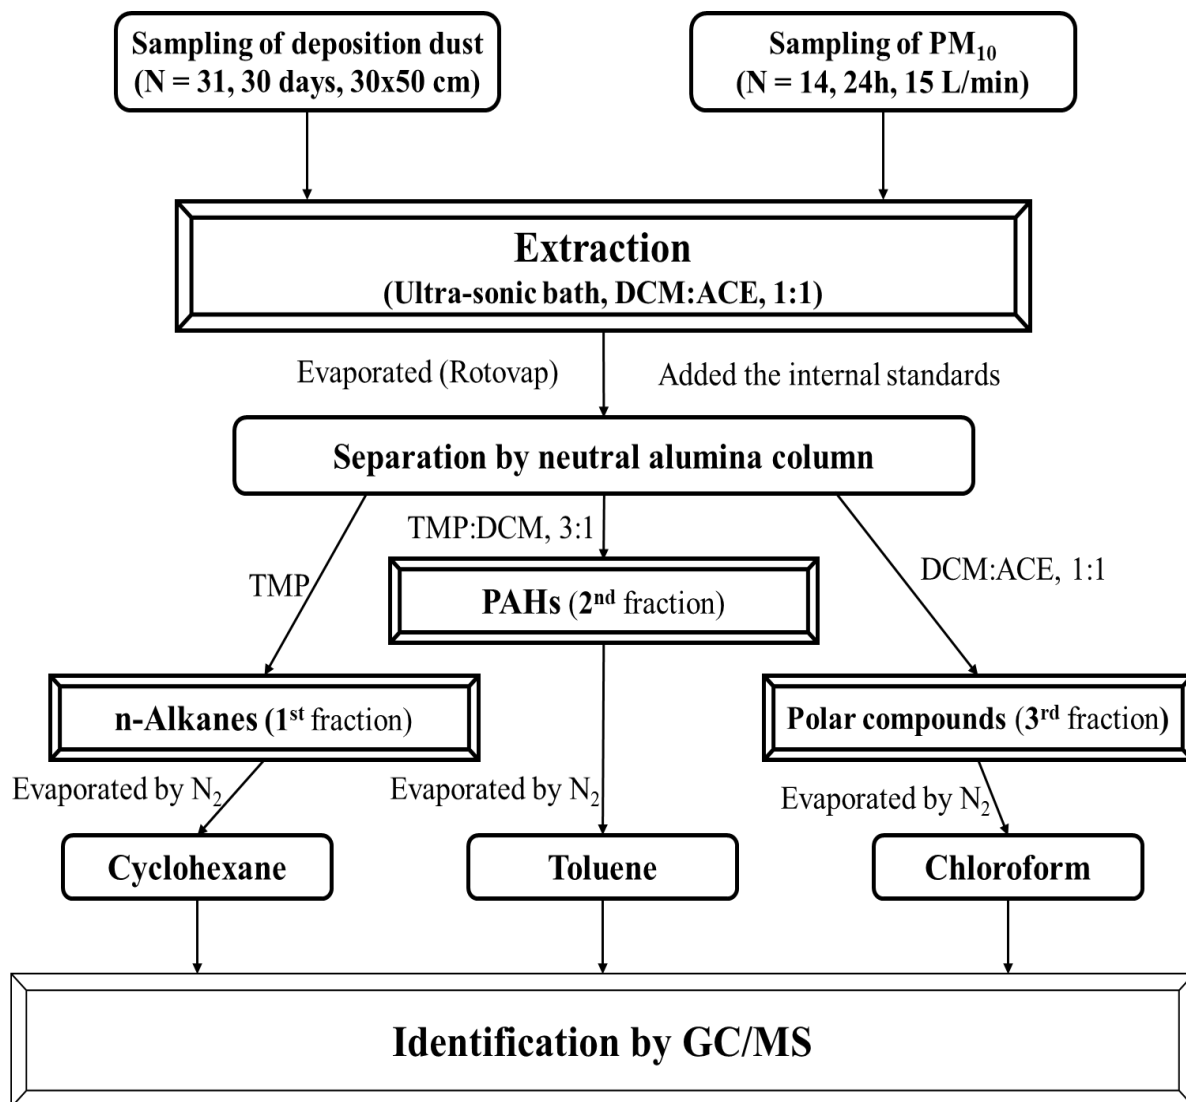 Sampling of deposition dust
(N = 31, 30 days, 30x50 cm)
Sampling of PM₁₀
(N = 14, 24h, 15 L/min)
Extraction
(Ultra-sonic bath, DCM:ACE, 1:1)
Evaporated (Rotovap)
Added the internal standards
Separation by neutral alumina column
TMP
TMP:DCM, 3:1
DCM:ACE, 1:1
PAHs (2ⁿᵈ fraction)
n-Alkanes (1ˢᵗ fraction)
Polar compounds (3ʳᵈ fraction)
Evaporated by N₂
Evaporated by N₂
Evaporated by N₂
Cyclohexane
Toluene
Chloroform
Identification by GC/MS